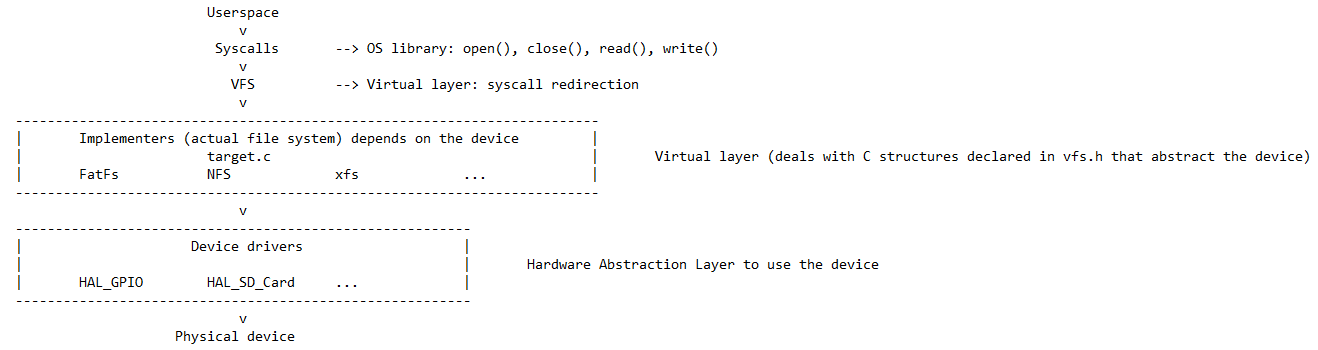 Userspace
v
Syscalls --> OS library: open(), close(), read(), write()
v
VFS --> Virtual layer: syscall redirection
v
-------------------------------------------------------------------------
| Implementers (actual file system) depends on the device |
| target.c | Virtual layer (deals with C structures declared in vfs.h that abstract the device)
| FatFs NFS xfs ... |
-------------------------------------------------------------------------
v
---------------------------------------------------------
| Device drivers |
| | Hardware Abstraction Layer to use the device
| HAL_GPIO HAL_SD_Card ... |
---------------------------------------------------------
v
Physical device